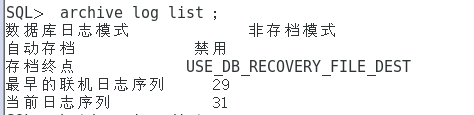 SQL> archive log list ;
数据库日志模式 非存档模式
自动存档 禁用
存档终点 USE_DB_RECOVERY_FILE_DEST
最早的联机日志序列 29
当前日志序列 31